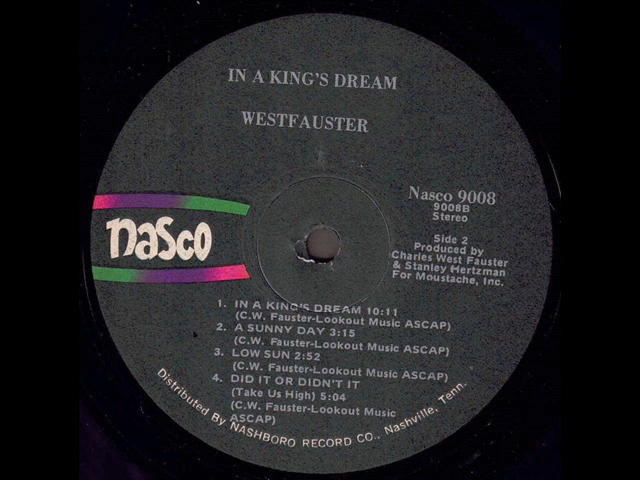 IN A KING'S DREAM
WESTFAUSTER
Nasco 9008
9008B
Stereo
nasco
Side 2
Produced by
Charles West Fauster
& Stanley Hertzman
For Moustache, Inc.
1. IN A KING'S DREAM 10:11
(C.W. Fauster-Lookout Music ASCAP)
2. A SUNNY DAY 3:15
(C.W. Fauster-Lookout Music ASCAP)
3. LOW SUN 2:52
(C.W. Fauster-Lookout Music ASCAP)
4. DID IT OR DIDN'T IT
(Take Us High) 5:04
(C.W. Fauster-Lookout Music
ASCAP)
Distributed By NASHBORO RECORD CO., Nashville, Tenn.